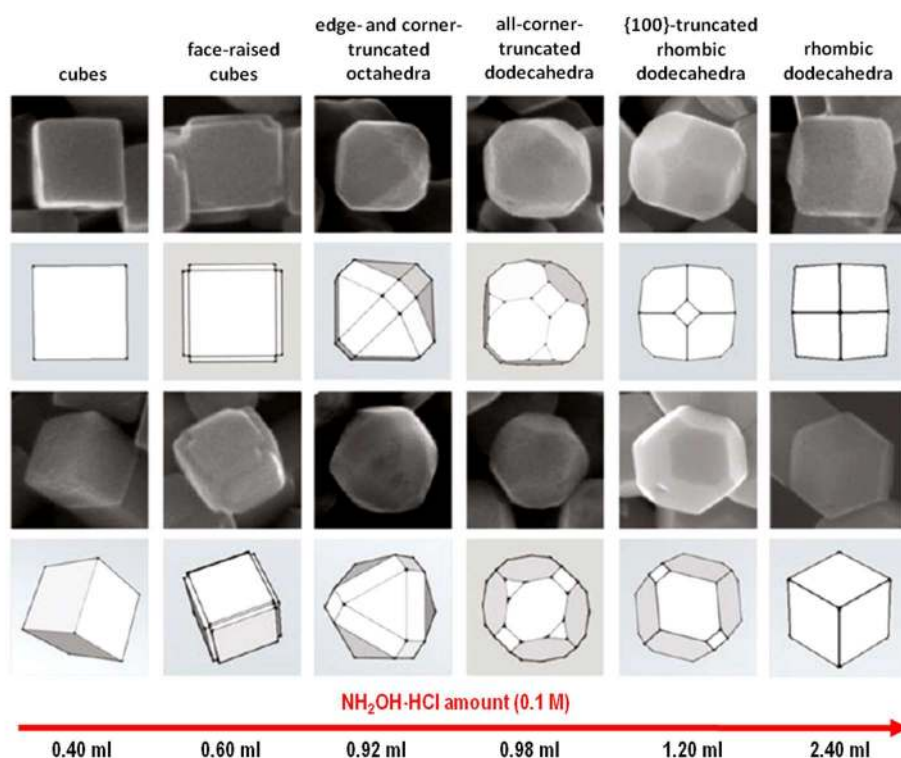 cubes
face-raised
cubes
edge- and corner-
truncated
octahedra
all-corner-
truncated
dodecahedra
{100}-truncated
rhombic
dodecahedra
rhombic
dodecahedra
NH₂OH-HCl amount (0.1 M)
0.40 ml
0.60 ml
0.92 ml
0.98 ml
1.20 ml
2.40 ml